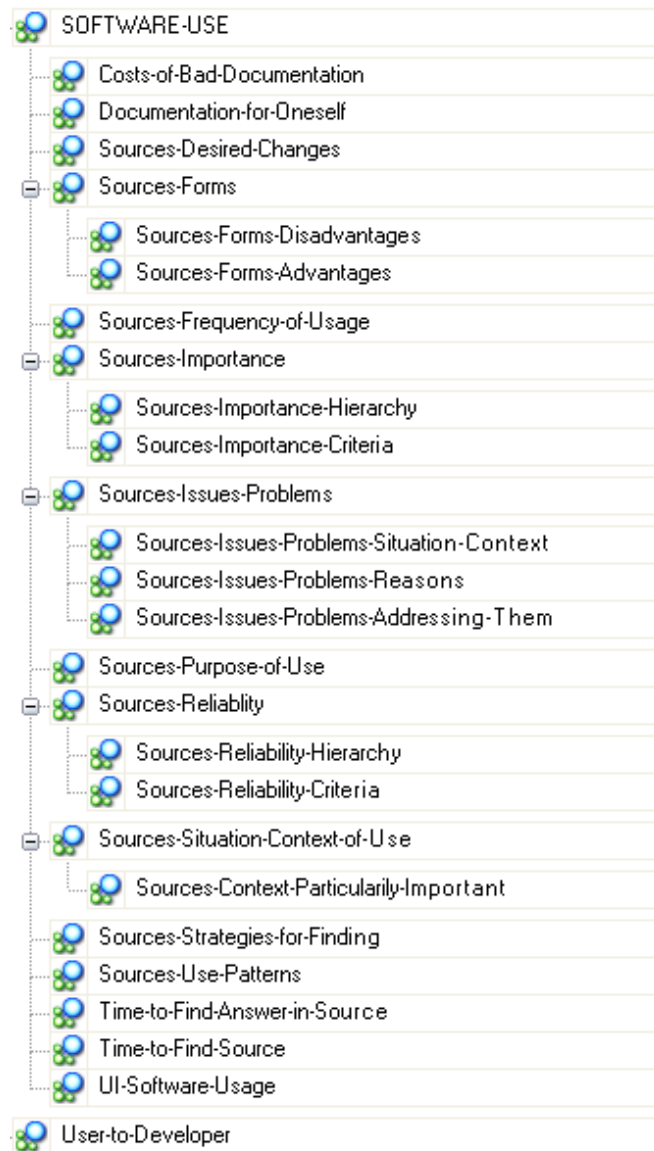 SOFTWARE-USE
Costs-of-Bad-Documentation
Documentation-for-Oneself
Sources-Desired-Changes
Sources-Forms
Sources-Forms-Disadvantages
Sources-Forms-Advantages
Sources-Frequency-of-Usage
Sources-Importance
Sources-Importance-Hierarchy
Sources-Importance-Criteria
Sources-Issues-Problems
Sources-Issues-Problems-Situation-Context
Sources-Issues-Problems-Reasons
Sources-Issues-Problems-Addressing-Them
Sources-Purpose-of-Use
Sources-Reliablity
Sources-Reliability-Hierarchy
Sources-Reliability-Criteria
Sources-Situation-Context-of-Use
Sources-Context-Particularily-Important
Sources-Strategies-for-Finding
Sources-Use-Patterns
Time-to-Find-Answer-in-Source
Time-to-Find-Source
UI-Software-Usage
User-to-Developer